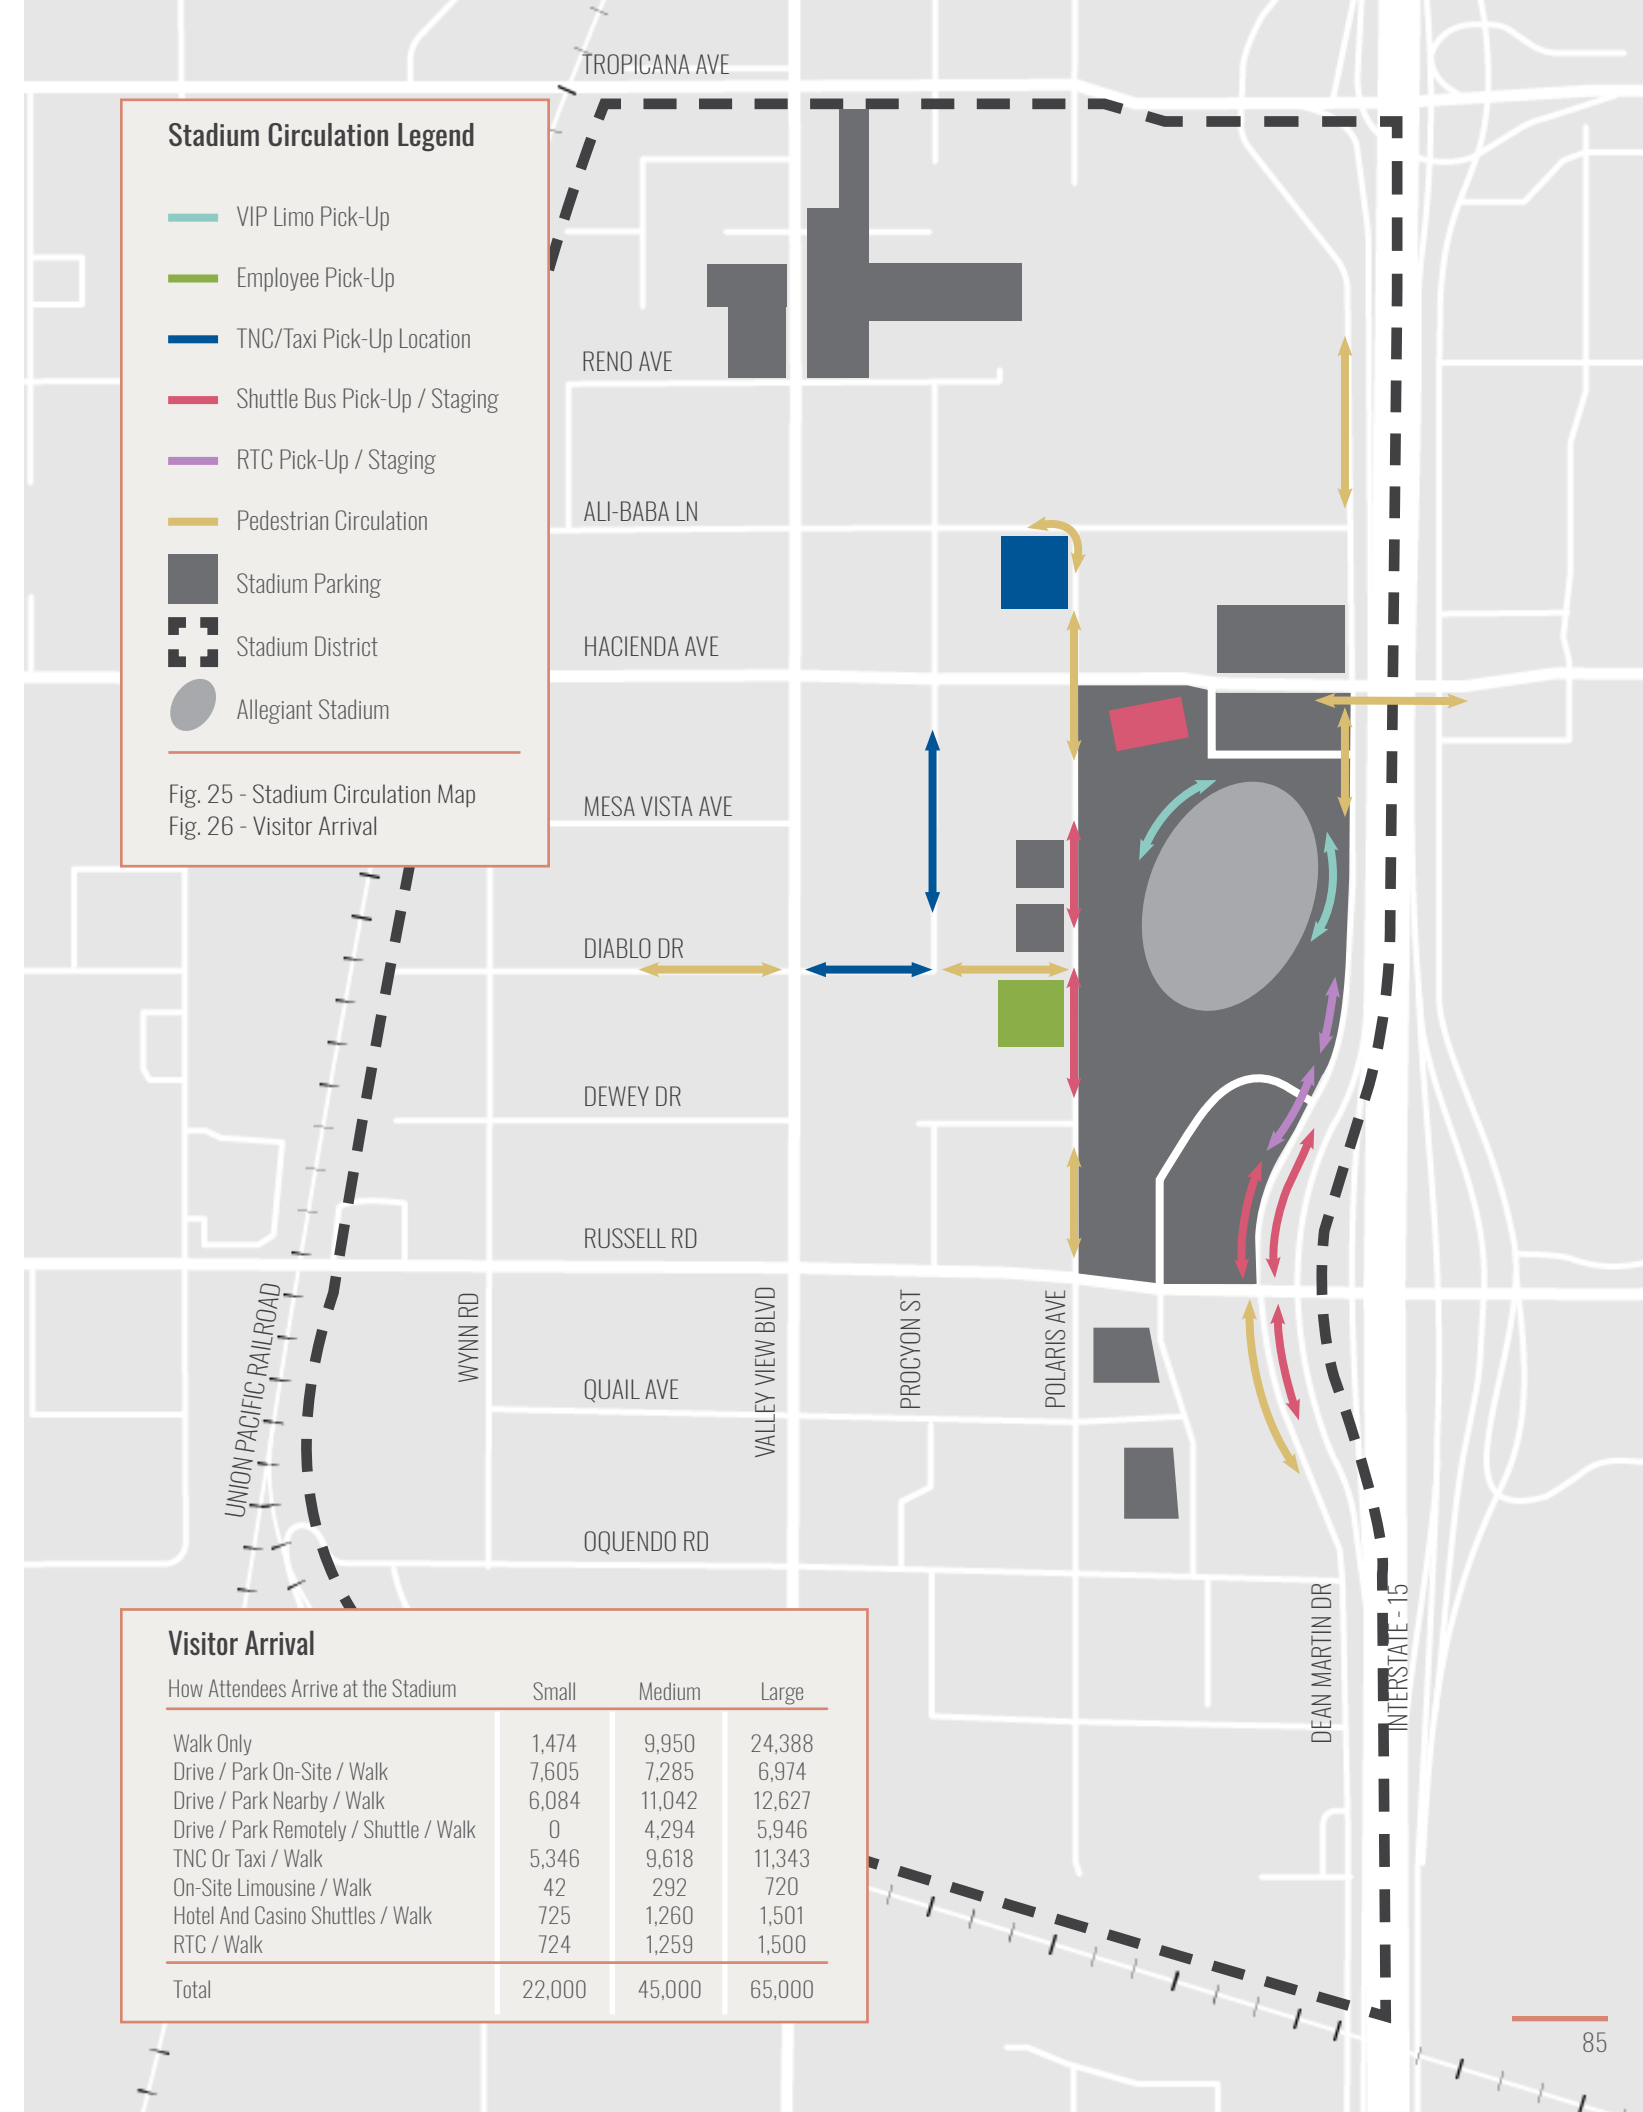 TROPICANA AVE
Stadium Circulation Legend
VIP Limo Pick-Up
Employee Pick-Up
TNC/Taxi Pick-Up Location
Shuttle Bus Pick-Up / Staging
RTC Pick-Up / Staging
Pedestrian Circulation
Stadium Parking
Stadium District
Allegiant Stadium
Fig. 25 - Stadium Circulation Map
Fig. 26 - Visitor Arrival
RENO AVE
ALI-BABA LN
HACIENDA AVE
MESA VISTA AVE
DIABLO DR
DEWEY DR
RUSSELL RD
UNION PACIFIC RAILROAD
WYNN RD
VALLEY VIEW BLVD
PROCYON ST
POLARIS AVE
QUAIL AVE
OQUENDO RD
DEAN MARTIN DR
INTERSTATE - 15
Visitor Arrival
How Attendees Arrive at the Stadium Small Medium Large
Walk Only 1,474 9,950 24,388
Drive / Park On-Site / Walk 7,605 7,285 6,974
Drive / Park Nearby / Walk 6,084 11,042 12,627
Drive / Park Remotely / Shuttle / Walk 0 4,294 5,946
TNC Or Taxi / Walk 5,346 9,618 11,343
On-Site Limousine / Walk 42 292 720
Hotel And Casino Shuttles / Walk 725 1,260 1,501
RTC / Walk 724 1,259 1,500
Total 22,000 45,000 65,000
85